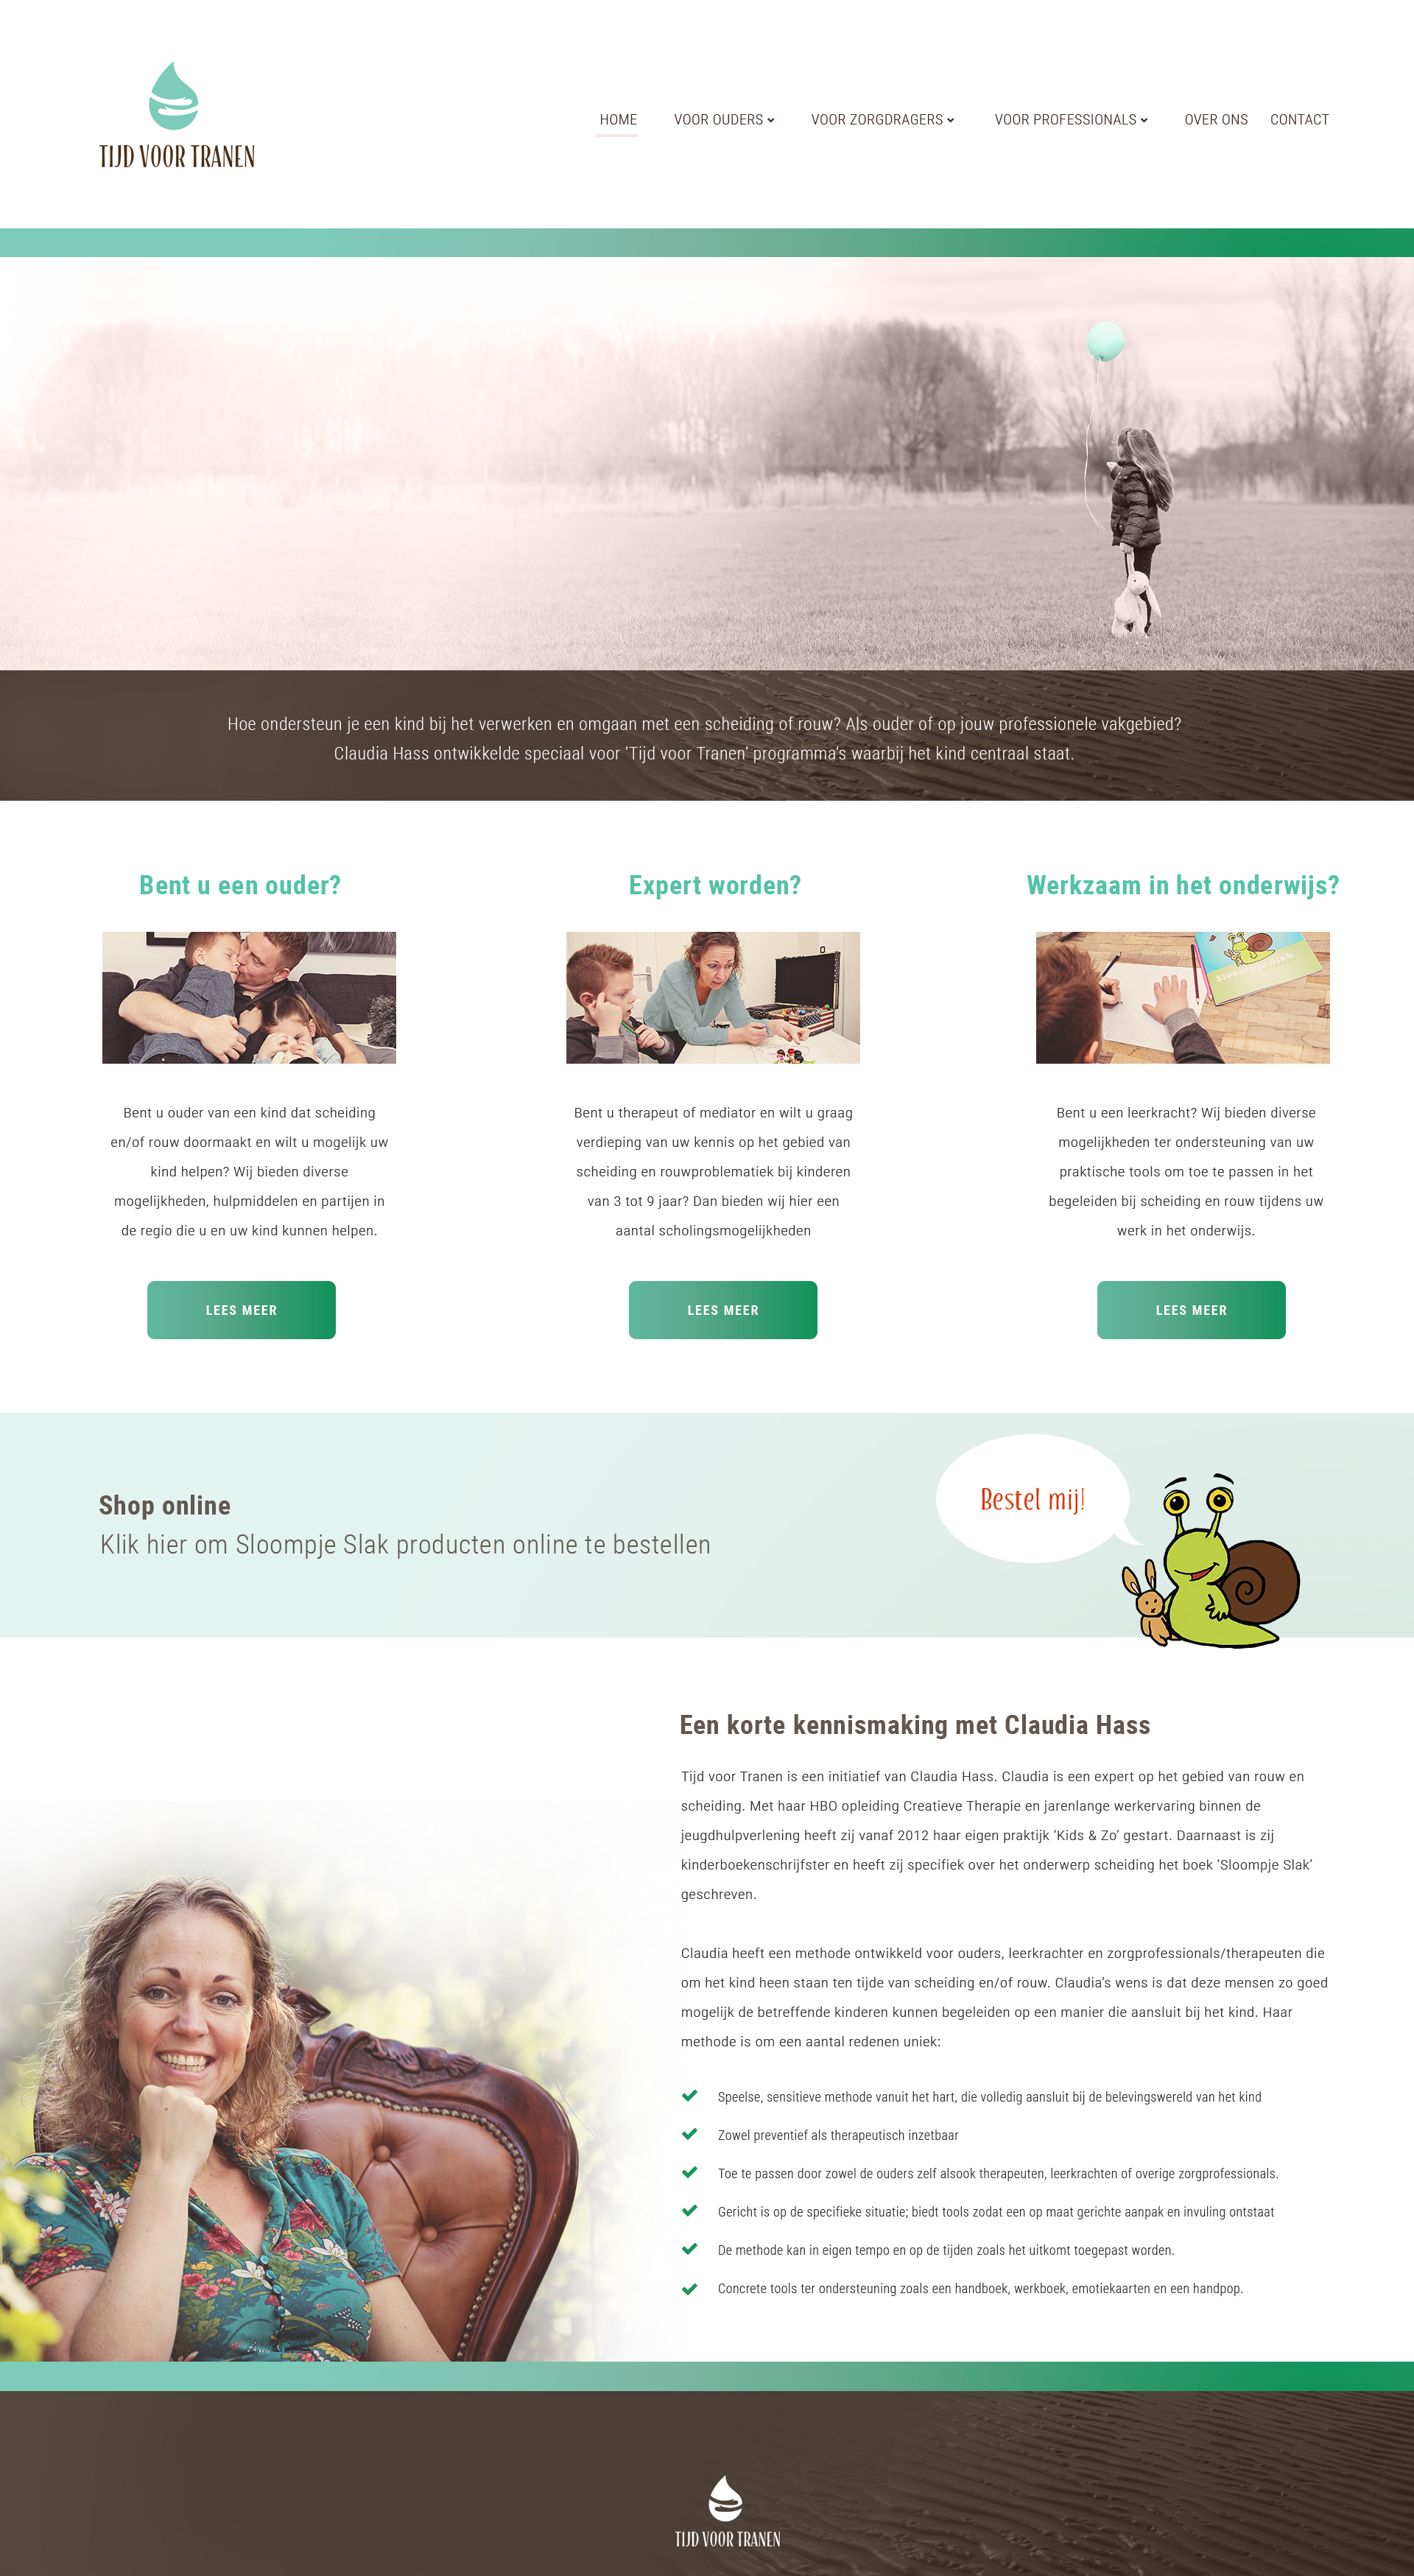 TIJD VOOR TRANEN
HOME VOOR OUDERS VOOR ZORGDRAGERS VOOR PROFESSIONALS OVER ONS CONTACT
Hoe ondersteun je een kind bij het verwerken en omgaan met een scheiding of rouw? Als ouder of op jouw professionele vakgebied?
Claudia Hass ontwikkelde speciaal voor ‘Tijd voor Tranen’ programma’s waarbij het kind centraal staat.
Bent u een ouder?
Bent u ouder van een kind dat scheiding
en/of rouw doormaakt en wilt u mogelijk uw
kind helpen? Wij bieden diverse
mogelijkheden, hulpmiddelen en partijen in
de regio die u en uw kind kunnen helpen.
LEES MEER
Expert worden?
Bent u therapeut of mediator en wilt u graag
verdieping van uw kennis op het gebied van
scheiding en rouwproblematiek bij kinderen
van 3 tot 9 jaar? Dan bieden wij hier een
aantal scholingsmogelijkheden
LEES MEER
Werkzaam in het onderwijs?
Sloompje Slak
Bent u een leerkracht? Wij bieden diverse
mogelijkheden ter ondersteuning van uw
praktische tools om toe te passen in het
begeleiden bij scheiding en rouw tijdens uw
werk in het onderwijs.
LEES MEER
Shop online
Klik hier om Sloompje Slak producten online te bestellen
Bestel mij!
Een korte kennismaking met Claudia Hass
Tijd voor Tranen is een initiatief van Claudia Hass. Claudia is een expert op het gebied van rouw en
scheiding. Met haar HBO opleiding Creatieve Therapie en jarenlange werkervaring binnen de
jeugdhulpverlening heeft zij vanaf 2012 haar eigen praktijk ‘Kids & Zo’ gestart. Daarnaast is zij
kinderboekenschrijfster en heeft zij specifiek over het onderwerp scheiding het boek ‘Sloompje Slak’
geschreven.
Claudia heeft een methode ontwikkeld voor ouders, leerkrachter en zorgprofessionals/therapeuten die
om het kind heen staan ten tijde van scheiding en/of rouw. Claudia’s wens is dat deze mensen zo goed
mogelijk de betreffende kinderen kunnen begeleiden op een manier die aansluit bij het kind. Haar
methode is om een aantal redenen uniek:
Speelse, sensitieve methode vanuit het hart, die volledig aansluit bij de belevingswereld van het kind
Zowel preventief als therapeutisch inzetbaar
Toe te passen door zowel de ouders zelf alsook therapeuten, leerkrachten of overige zorgprofessionals.
Gericht is op de specifieke situatie; biedt tools zodat een op maat gerichte aanpak en invuling ontstaat
De methode kan in eigen tempo en op de tijden zoals het uitkomt toegepast worden.
Concrete tools ter ondersteuning zoals een handboek, werkboek, emotiekaarten en een handpop.
TIJD VOOR TRANEN